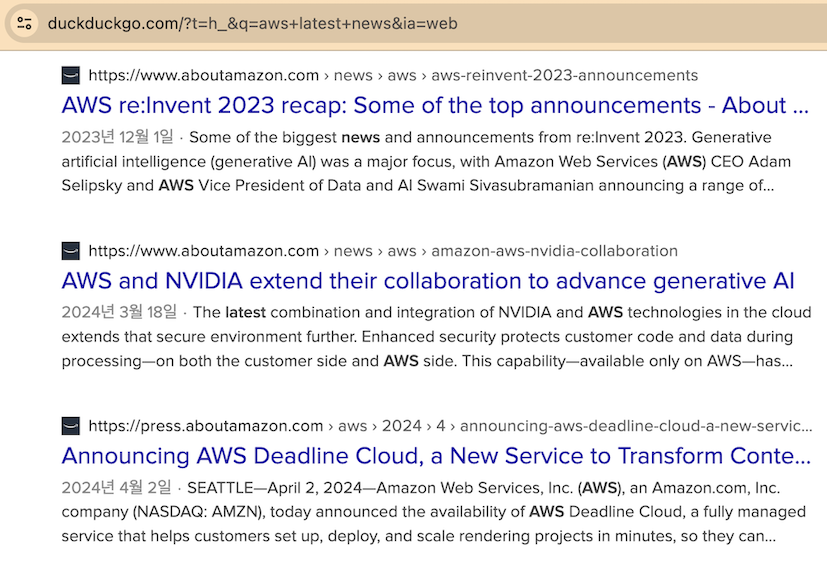 duckduckgo.com/?t=h_&q=aws+latest+news&ia=web
https://www.aboutamazon.com › news › aws › aws-reinvent-2023-announcements
AWS re:Invent 2023 recap: Some of the top announcements - About ...
2023년 12월 1일 · Some of the biggest news and announcements from re:Invent 2023. Generative
artificial intelligence (generative AI) was a major focus, with Amazon Web Services (AWS) CEO Adam
Selipsky and AWS Vice President of Data and AI Swami Sivasubramanian announcing a range of...
https://www.aboutamazon.com › news › aws › amazon-aws-nvidia-collaboration
AWS and NVIDIA extend their collaboration to advance generative AI
2024년 3월 18일 · The latest combination and integration of NVIDIA and AWS technologies in the cloud
extends that secure environment further. Enhanced security protects customer code and data during
processing—on both the customer side and AWS side. This capability—available only on AWS—has...
https://press.aboutamazon.com › aws › 2024 › 4 › announcing-aws-deadline-cloud-a-new-servic...
Announcing AWS Deadline Cloud, a New Service to Transform Conte...
2024년 4월 2일 · SEATTLE—April 2, 2024—Amazon Web Services, Inc. (AWS), an Amazon.com, Inc.
company (NASDAQ: AMZN), today announced the availability of AWS Deadline Cloud, a fully managed
service that helps customers set up, deploy, and scale rendering projects in minutes, so they can...